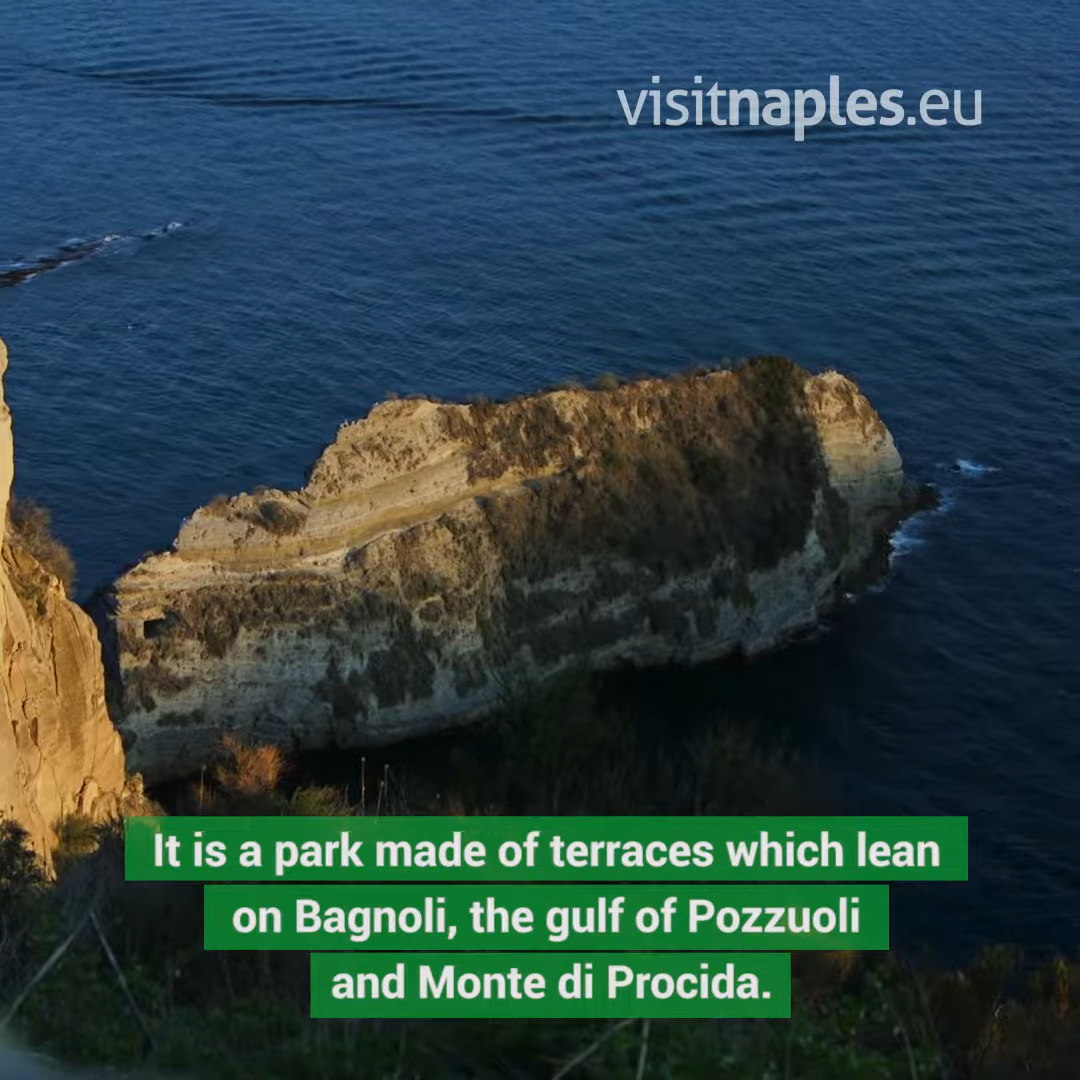 visitnaples.eu
It is a park made of terraces which lean
on Bagnoli, the gulf of Pozzuoli
and Monte di Procida.